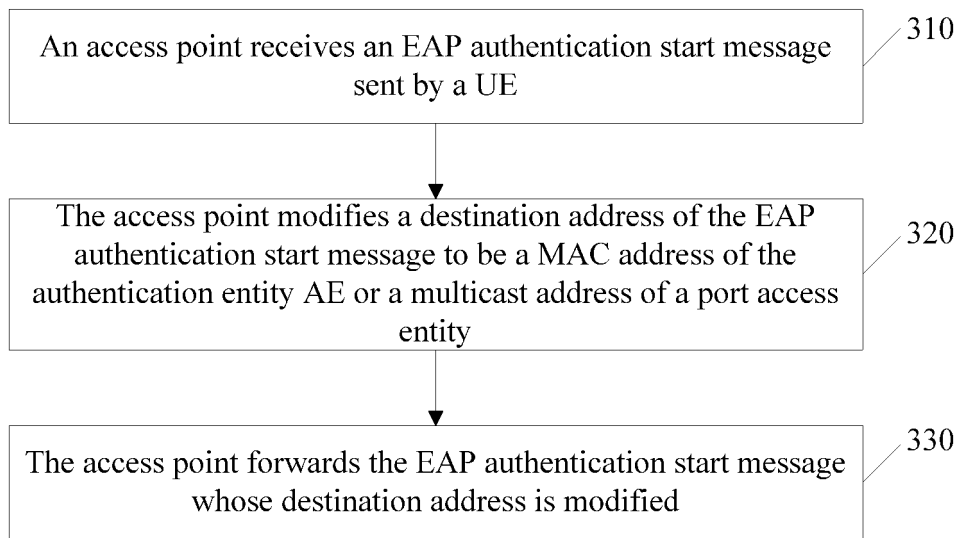 An access point receives an EAP authentication start message
sent by a UE
310
The access point modifies a destination address of the EAP
authentication start message to be a MAC address of the
authentication entity AE or a multicast address of a port access
entity
320
The access point forwards the EAP authentication start message
whose destination address is modified
330